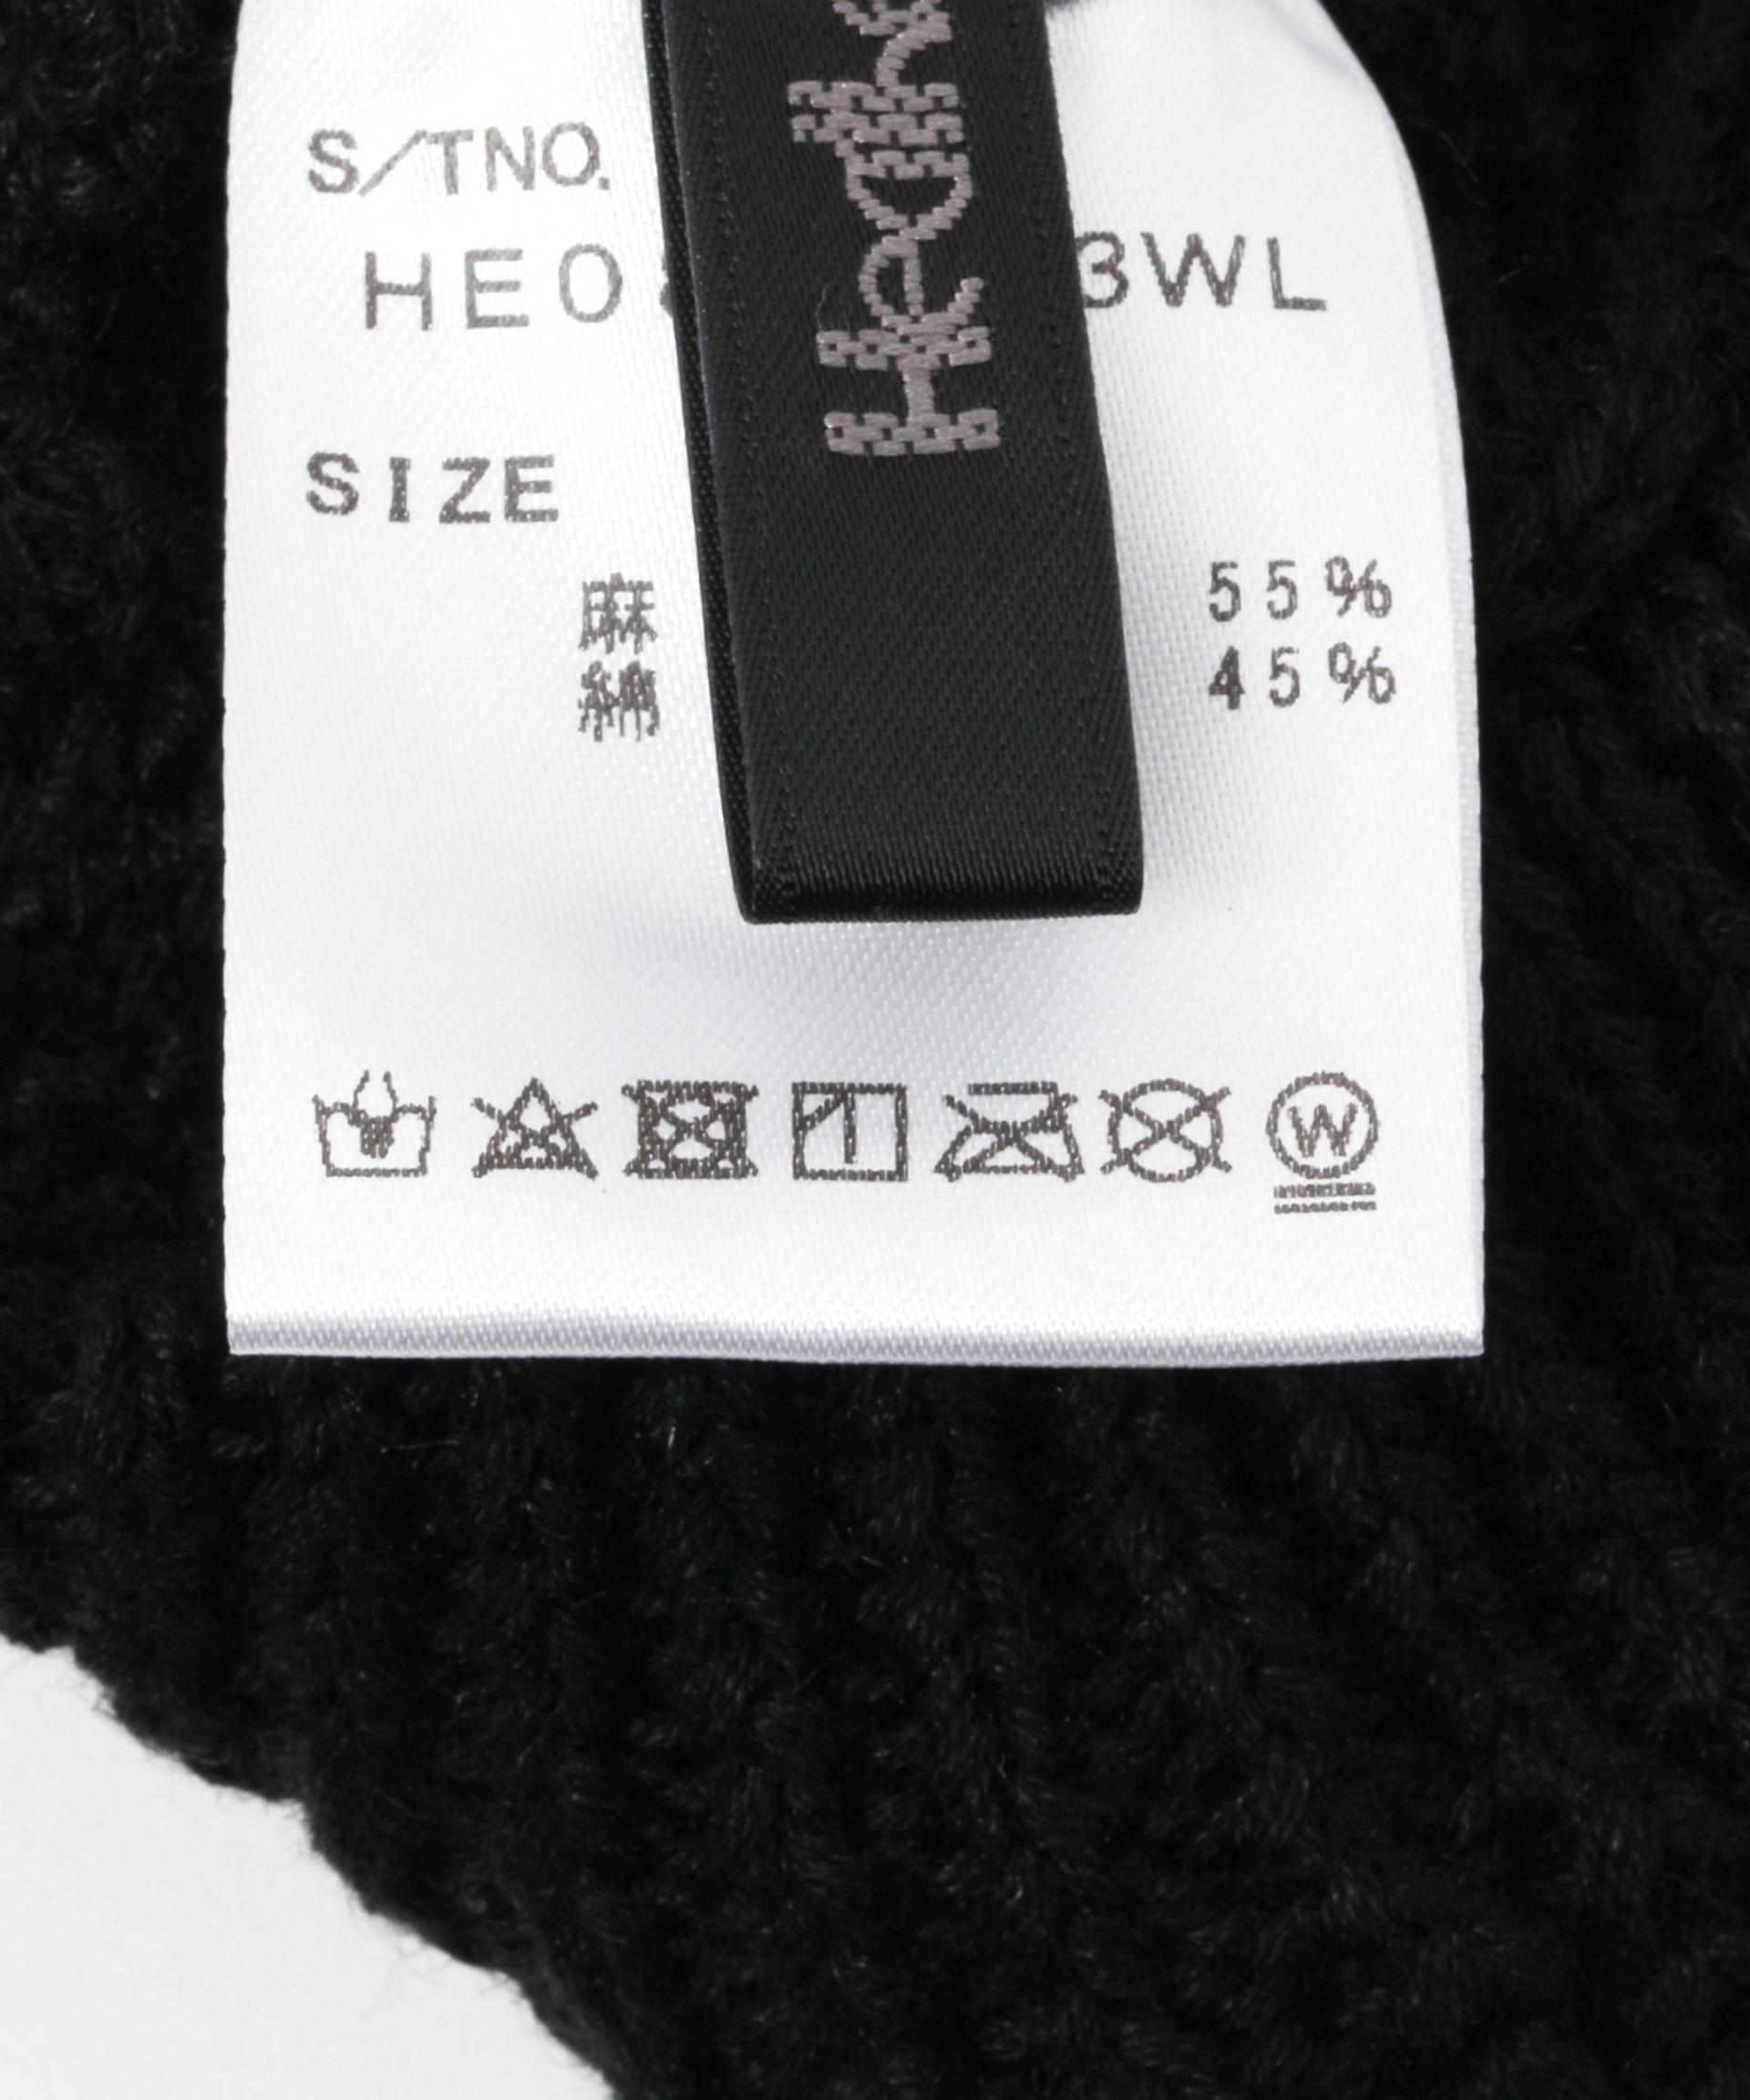 S/TNO.
HE0 3WL
SIZE
麻 55%
綿 45%
W